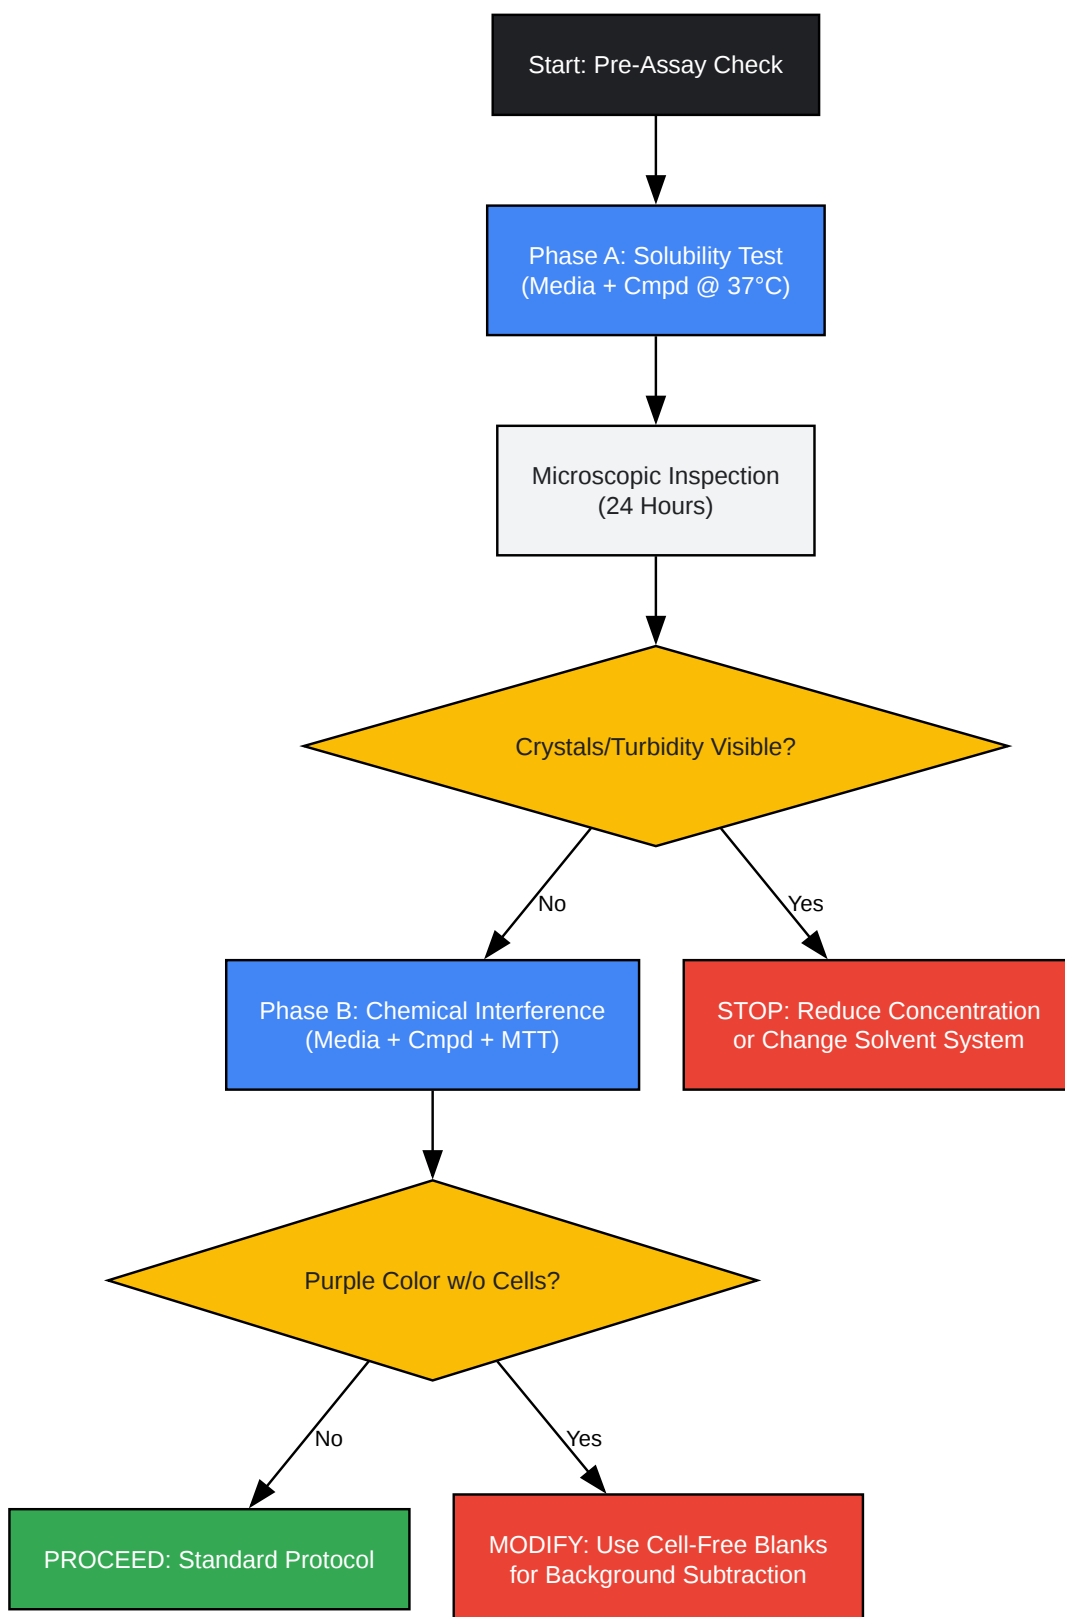 Start: Pre-Assay Check
Phase A: Solubility Test
(Media + Cmpd @ 37°C)
Microscopic Inspection
(24 Hours)
Crystals/Turbidity Visible?
No
Yes
Phase B: Chemical Interference
(Media + Cmpd + MTT)
STOP: Reduce Concentration
or Change Solvent System
Purple Color w/o Cells?
No
Yes
PROCEED: Standard Protocol
MODIFY: Use Cell-Free Blanks
for Background Subtraction